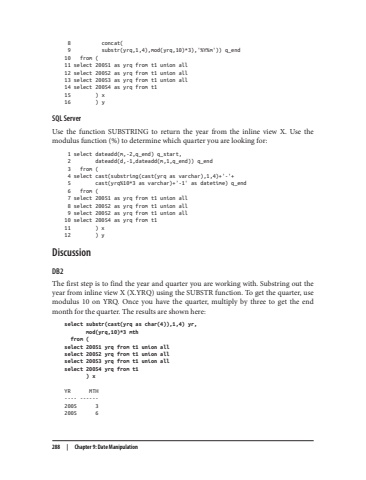 8 concat(
9 substr(yrq,1,4),mod(yrq,10)*3),'%Y%m')) q_end
10 from (
11 select 20051 as yrq from t1 union all
12 select 20052 as yrq from t1 union all
13 select 20053 as yrq from t1 union all
14 select 20054 as yrq from t1
15 ) x
16 ) y
SQL Server
Use the function SUBSTRING to return the year from the inline view X. Use the
modulus function (%) to determine which quarter you are looking for:
1 select dateadd(m,-2,q_end) q_start,
2 dateadd(d,-1,dateadd(m,1,q_end)) q_end
3 from (
4 select cast(substring(cast(yrq as varchar),1,4)+'-'+
5 cast(yrq%10*3 as varchar)+'-1' as datetime) q_end
6 from (
7 select 20051 as yrq from t1 union all
8 select 20052 as yrq from t1 union all
9 select 20052 as yrq from t1 union all
10 select 20054 as yrq from t1
11 ) x
12 ) y
Discussion
DB2
The first step is to find the year and quarter you are working with. Substring out the
year from inline view X (X.YRQ) using the SUBSTR function. To get the quarter, use
modulus 10 on YRQ. Once you have the quarter, multiply by three to get the end
month for the quarter. The results are shown here:
select substr(cast(yrq as char(4)),1,4) yr,
mod(yrq,10)*3 mth
from (
select 20051 yrq from t1 union all
select 20052 yrq from t1 union all
select 20053 yrq from t1 union all
select 20054 yrq from t1
) x
YR MTH
---- ------
2005 3
2005 6
288 | Chapter 9: Date Manipulation